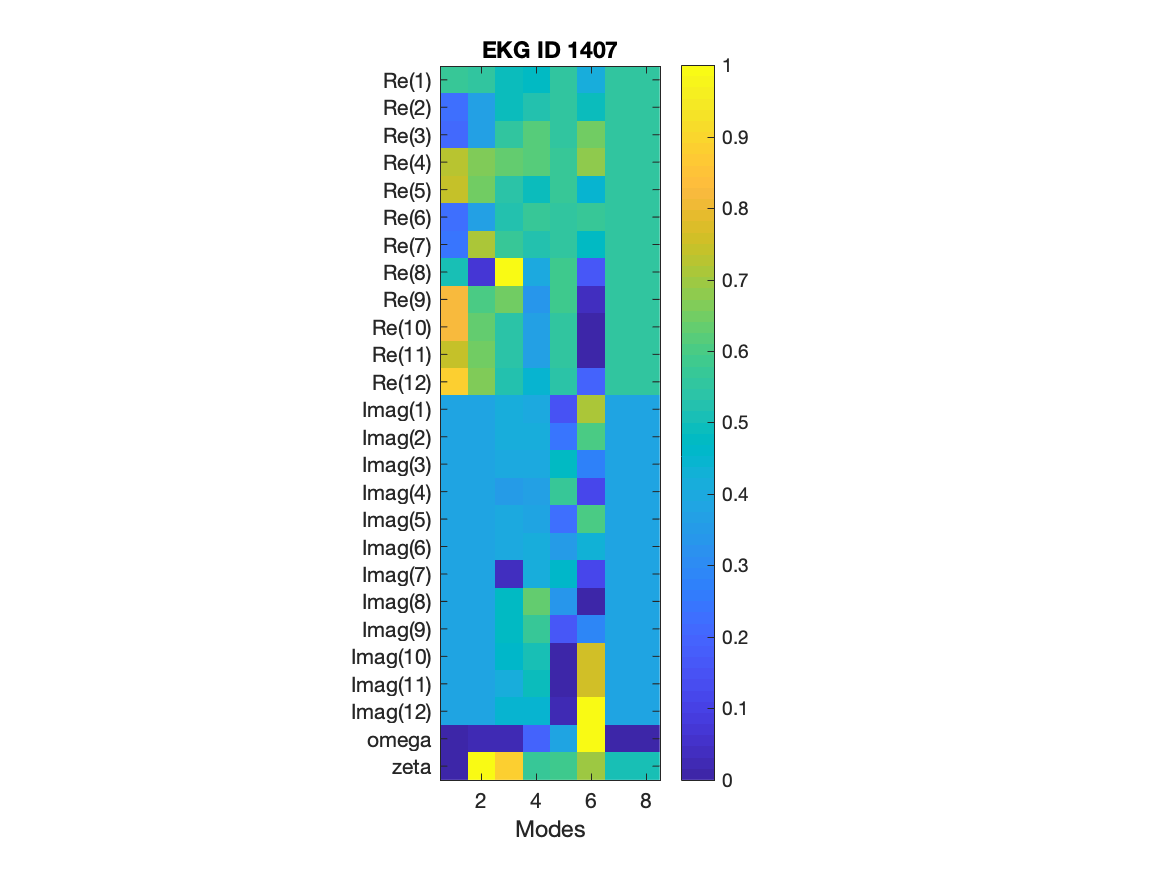 EKG ID 1407
Re(1)
Re(2)
Re(3)
Re(4)
Re(5)
Re(6)
Re(7)
Re(8)
Re(9)
Re(10)
Re(11)
Re(12)
Imag(1)
Imag(2)
Imag(3)
Imag(4)
Imag(5)
Imag(6)
Imag(7)
Imag(8)
Imag(9)
Imag(10)
Imag(11)
Imag(12)
omega
zeta
2 4 6 8
Modes
1
0.9
0.8
0.7
0.6
0.5
0.4
0.3
0.2
0.1
0